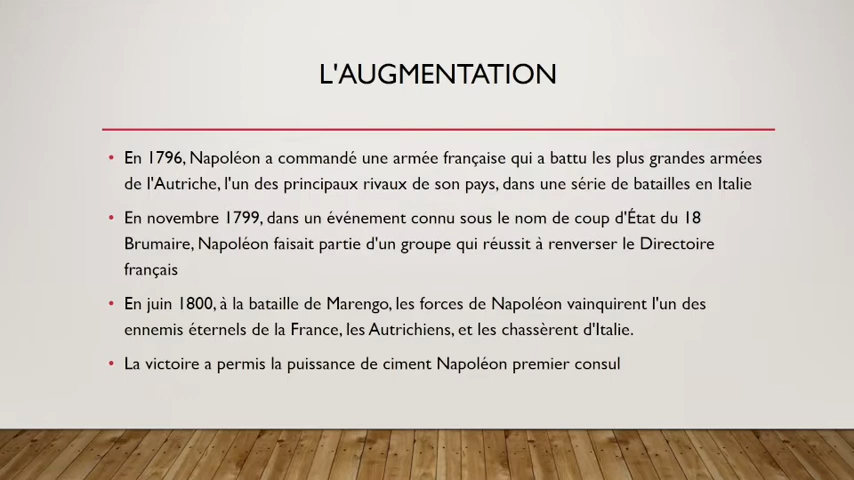 L'AUGMENTATION
• En 1796, Napoléon a commandé une armée française qui a battu les plus grandes armées
de l'Autriche, l'un des principaux rivaux de son pays, dans une série de batailles en Italie
• En novembre 1799, dans un événement connu sous le nom de coup d'État du 18
Brumaire, Napoléon faisait partie d'un groupe qui réussit à renverser le Directoire
français
• En juin 1800, à la bataille de Marengo, les forces de Napoléon vainquirent l'un des
ennemis éternels de la France, les Autrichiens, et les chassèrent d'Italie.
• La victoire a permis la puissance de ciment Napoléon premier consul